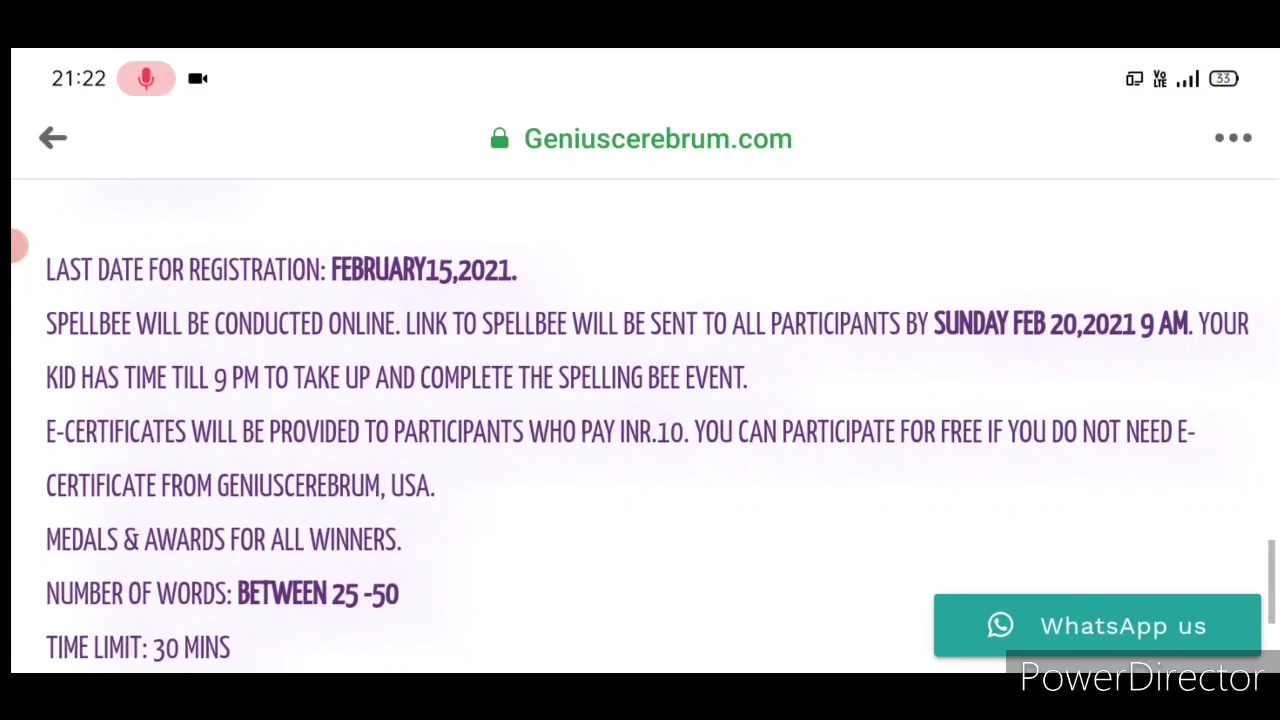 21:22
Vo LTE
33
Geniuscerebrum.com
LAST DATE FOR REGISTRATION: FEBRUARY15,2021.
SPELLBEE WILL BE CONDUCTED ONLINE. LINK TO SPELLBEE WILL BE SENT TO ALL PARTICIPANTS BY SUNDAY FEB 20,2021 9 AM. YOUR
KID HAS TIME TILL 9 PM TO TAKE UP AND COMPLETE THE SPELLING BEE EVENT.
E-CERTIFICATES WILL BE PROVIDED TO PARTICIPANTS WHO PAY INR.10. YOU CAN PARTICIPATE FOR FREE IF YOU DO NOT NEED E-
CERTIFICATE FROM GENIUSCEREBRUM, USA.
MEDALS & AWARDS FOR ALL WINNERS.
NUMBER OF WORDS: BETWEEN 25 -50
TIME LIMIT: 30 MINS
WhatsApp us
PowerDirector